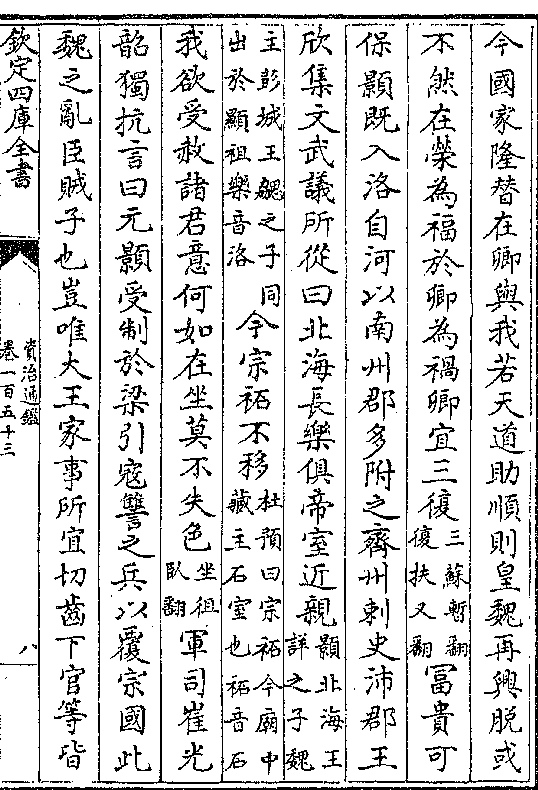 今國家隆替在卿與我若天道助順則皇魏再興脱或
不然在榮為福於卿為禍卿宜三復三蘇暫翻復扶又翻冨貴可
保顥既入洛自河以南州郡多附之齊州刺史沛郡王
欣集文武議所從曰北海長樂俱帝室近親顥北海王詳之子魏
主彭城王勰之子同出於顯祖樂音洛今宗祏不移杜預曰宗祏今廟中藏主石室也祏音石
我欲受赦諸君意何如在坐莫不失色坐徂臥翻軍司崔光
韶獨抗言曰元顥受制於梁引寇讐之兵以覆宗國此
魏之亂臣賊子也豈唯大王家事所宜切齒下官等皆
欽定四庫全書
資治通鑑
卷一百五十三
八